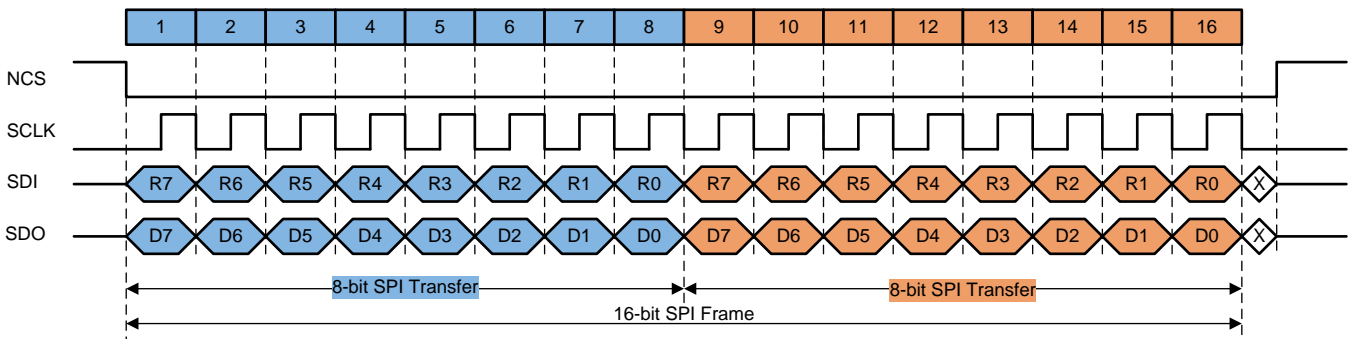 1 2 3 4 5 6 7 8 9 10 11 12 13 14 15 16
NCS
SCLK
SDI R7 R6 R5 R4 R3 R2 R1 R0 R7 R6 R5 R4 R3 R2 R1 R0 X
SDO D7 D6 D5 D4 D3 D2 D1 D0 D7 D6 D5 D4 D3 D2 D1 D0 X
8-bit SPI Transfer 8-bit SPI Transfer
16-bit SPI Frame